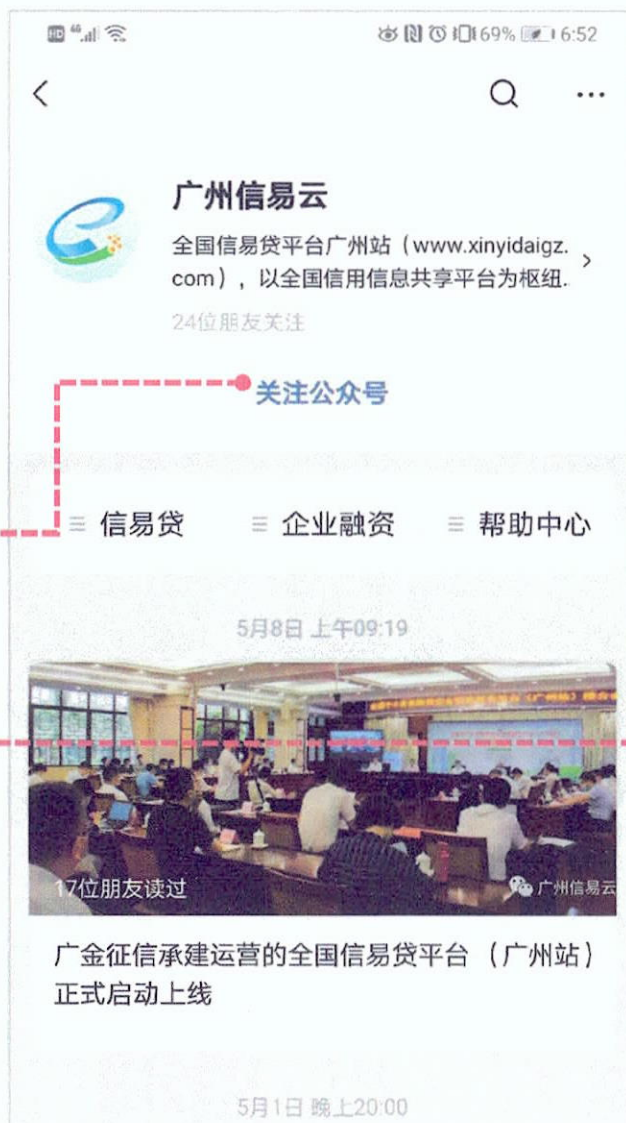 HD 4G 69% 6:52
广州信易云
全国信易贷平台广州站（www.xinyidaigz.
com），以全国信用信息共享平台为枢纽..
24位朋友关注
关注公众号
信易贷 企业融资 帮助中心
5月8日 上午09:19
17位朋友读过
广州信易云
广金征信承建运营的全国信易贷平台（广州站）
正式启动上线
5月1日 晚上20:00